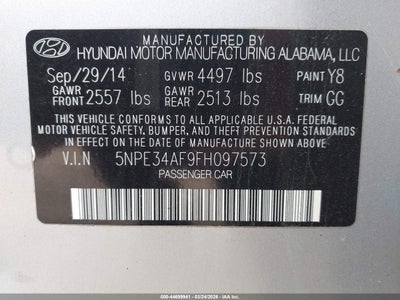 MANUFACTURED BY
HYUNDAI MOTOR MANUFACTURING ALABAMA, LLC
Sep/29/14 GVWR 4497 lbs PAINT Y8
GAWR FRONT 2557 lbs GAWR REAR 2513 lbs TRIM GG
THIS VEHICLE CONFORMS TO ALL APPLICABLE U.S. FEDERAL
MOTOR VEHICLE SAFETY, BUMPER, AND THEFT PREVENTION
STANDARDS IN EFFECT ON THE DATE OF MANUFACTURE SHOWN ABOVE.
V.I.N 5NPE34AF9FH097573
PASSENGER CAR